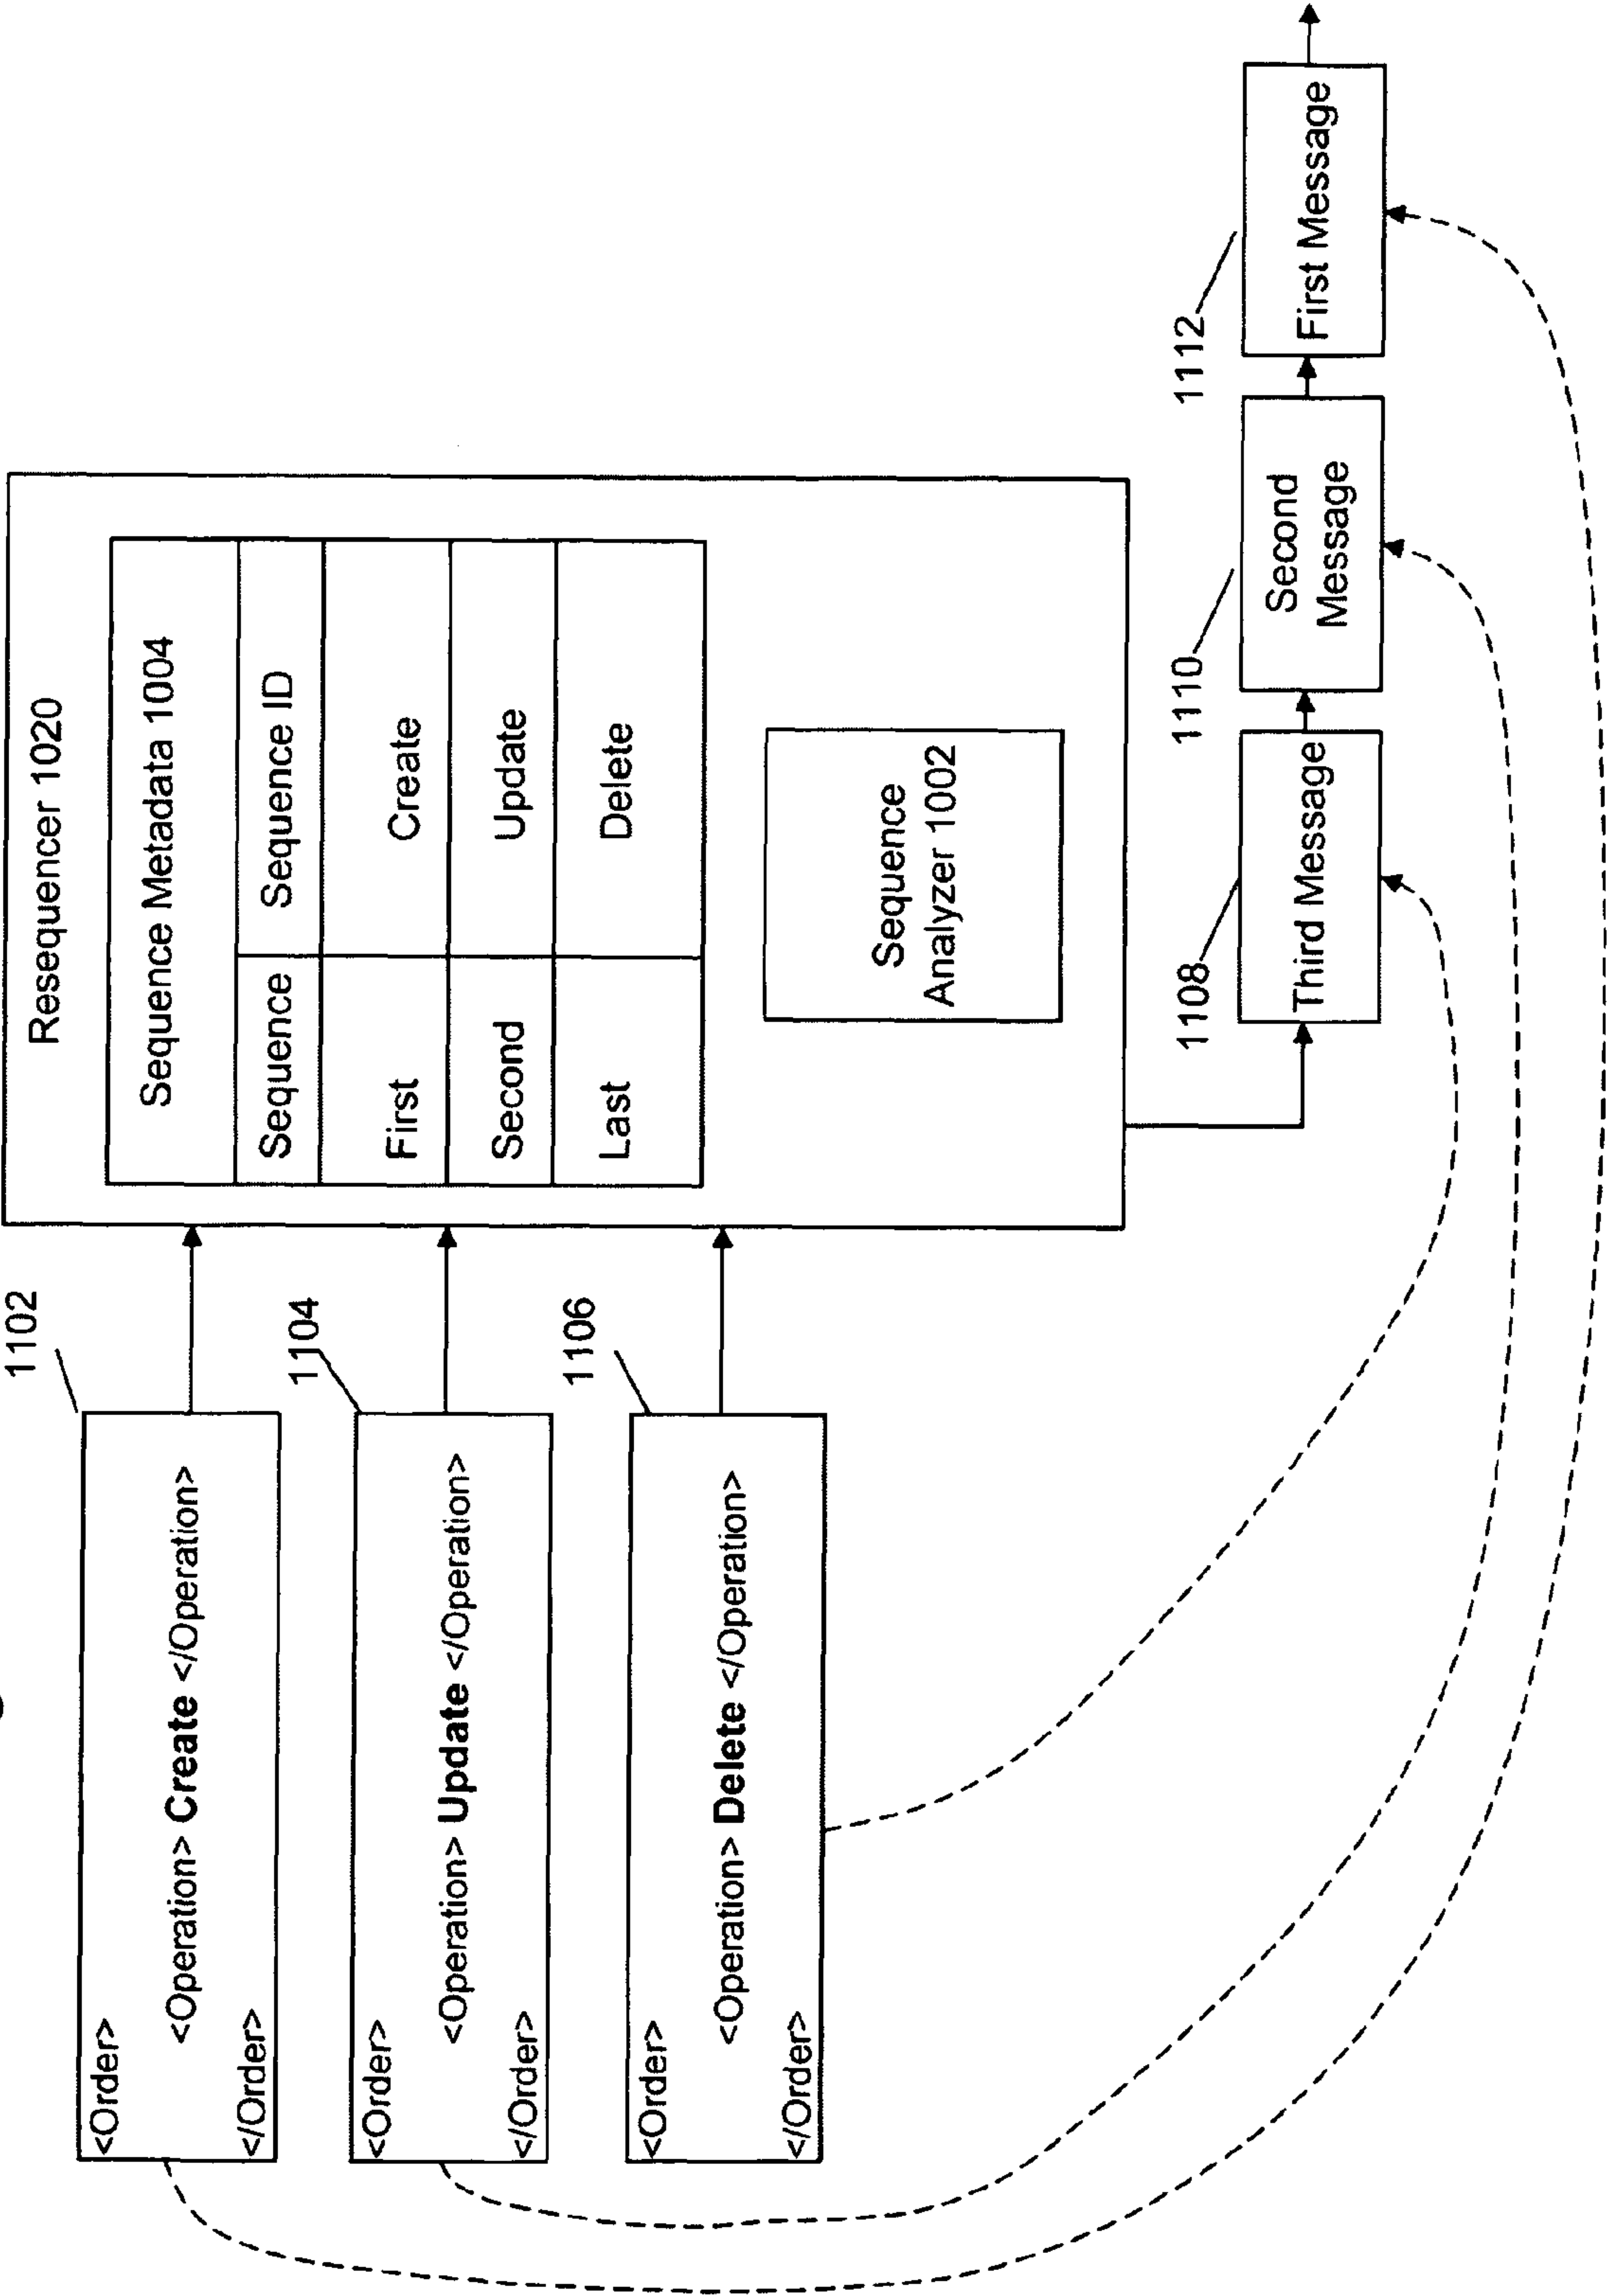 1102
<Order>
<Operation> Create </Operation>
</Order>
1104
<Order>
<Operation> Update </Operation>
</Order>
1106
<Order>
<Operation> Delete </Operation>
</Order>
Resequencer 1020
Sequence Metadata 1004
Sequence Sequence ID
First Create
Second Update
Last Delete
Sequence
Analyzer 1002
1108
Third Message
1110
Second
Message
1112
First Message